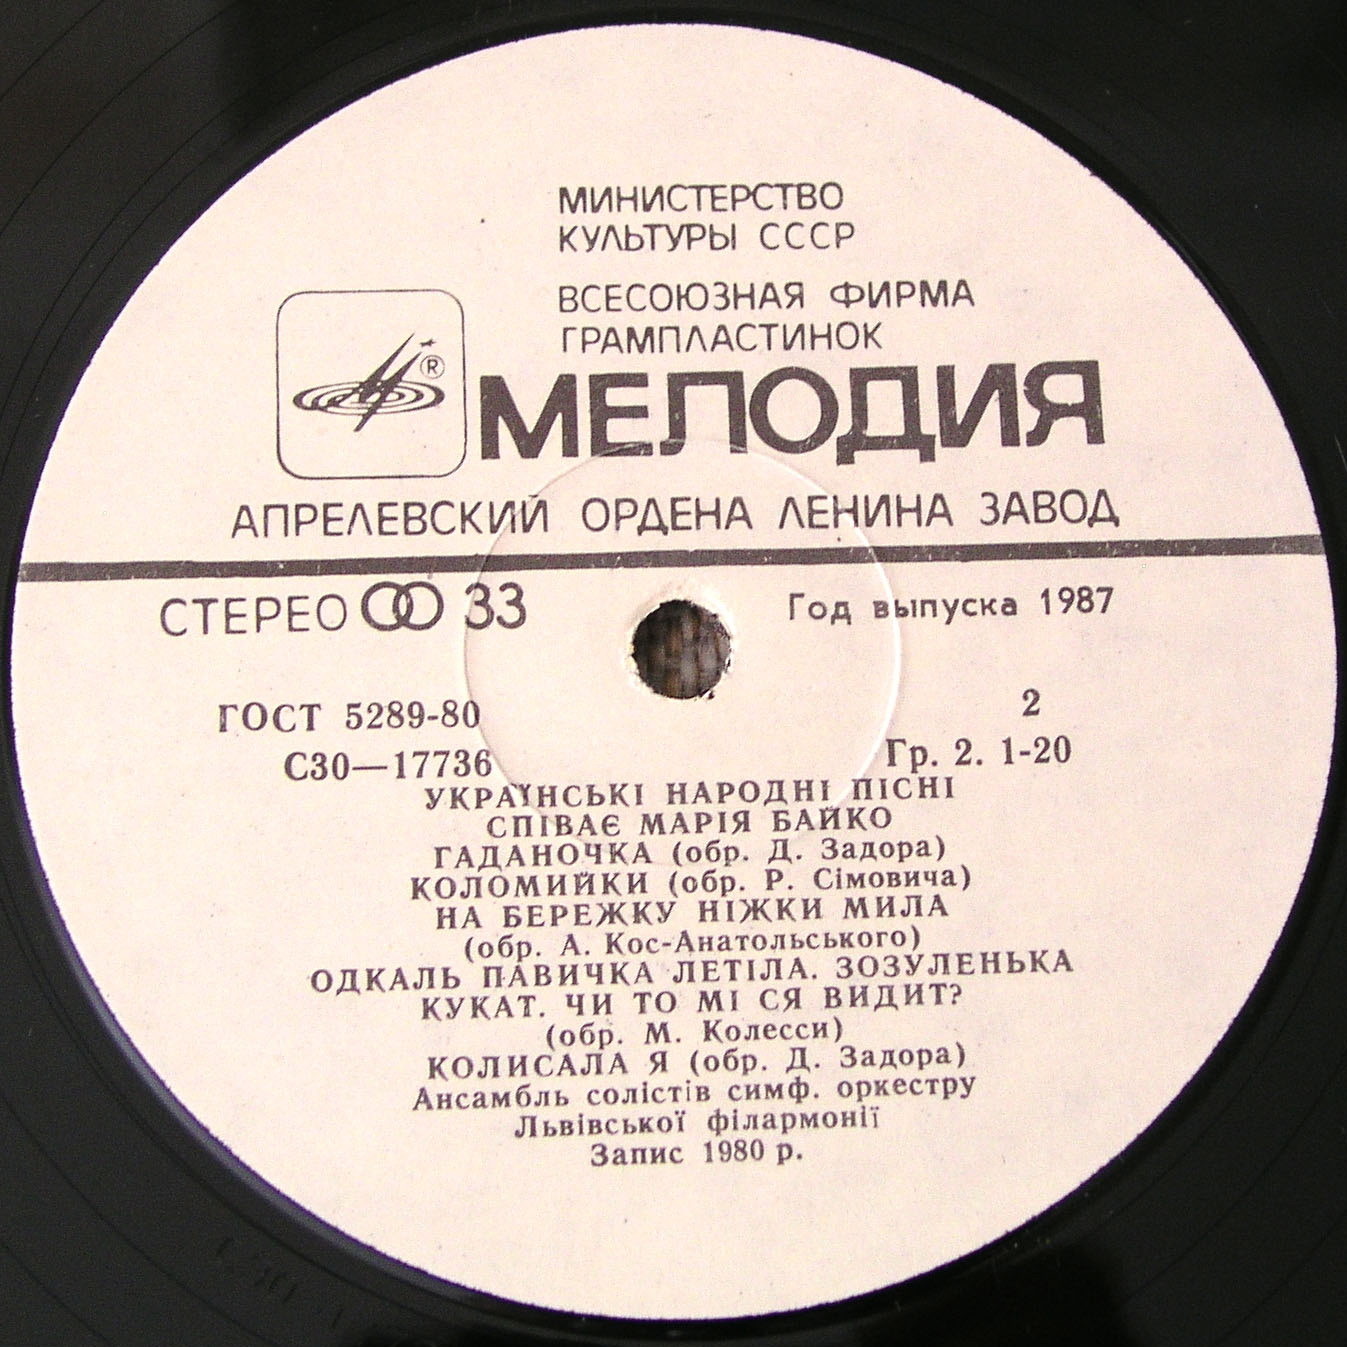 МИНИСТЕРСТВО
КУЛЬТУРЫ СССР
ВСЕСОЮЗНАЯ ФИРМА
ГРАМПЛАСТИНОК
®
МЕЛОДИЯ
АПРЕЛЕВСКИЙ ОРДЕНА ЛЕНИНА ЗАВОД
СТЕРЕО 33
Год выпуска 1987
ГОСТ 5289-80
2
С30—17736
Гр. 2. 1-20
УКРАЇНСЬКІ НАРОДНІ ПІСНІ
СПІВАЄ МАРІЯ БАЙКО
ГАДАНОЧКА (обр. Д. Задора)
КОЛОМИЙКИ (обр. Р. Сімовича)
НА БЕРЕЖКУ НІЖКИ МИЛА
(обр. А. Кос-Анатольського)
ОДКАЛЬ ПАВИЧКА ЛЕТІЛА. ЗОЗУЛЕНЬКА
КУКАТ. ЧИ ТО МІ СЯ ВИДИТ?
(обр. М. Колесси)
КОЛИСАЛА Я (обр. Д. Задора)
Ансамбль солістів симф. оркестру
Львівської філармонії
Запис 1980 р.